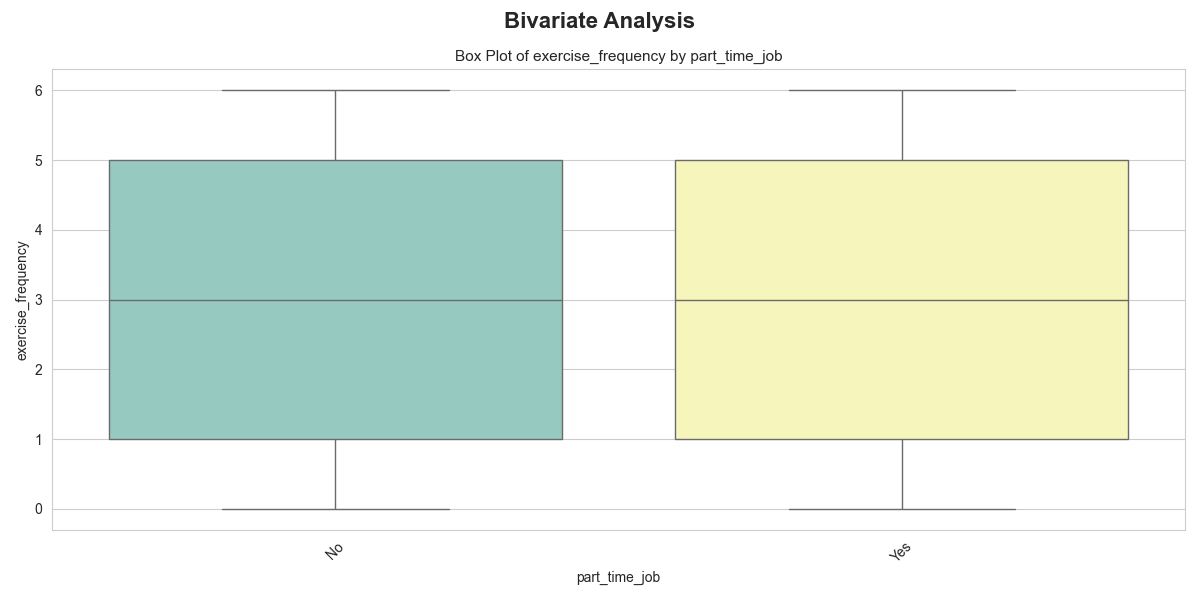 Bivariate Analysis
Box Plot of exercise_frequency by part_time_job
6
5
4
3
2
1
0
exercise_frequency
No
Yes
part_time_job